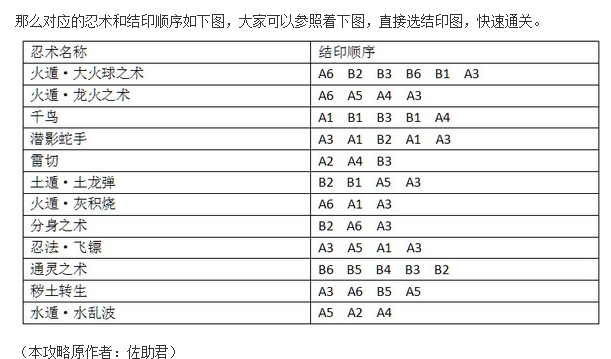 那么对应的忍术和结印顺序如下图，大家可以参照着下图，直接选结印图，快速通关。
忍术名称 结印顺序
火遁·大火球之术 A6 B2 B3 B6 B1 A3
火遁·龙火之术 A6 A5 A4 A3
千鸟 A1 B1 B3 B1 A4
潜影蛇手 A3 A1 B2 A1 A3
雷切 A2 A4 B3
土遁·土龙弹 B2 B1 A5 A3
火遁·灰积烧 A6 A1 A3
分身之术 B2 A6 A3
忍法·飞镖 A3 A5 A1 A3
通灵之术 B6 B5 B4 B3 B2
秽土转生 A3 A6 B5 A5
水遁·水乱波 A5 A2 A4
（本攻略原作者：佐助君）